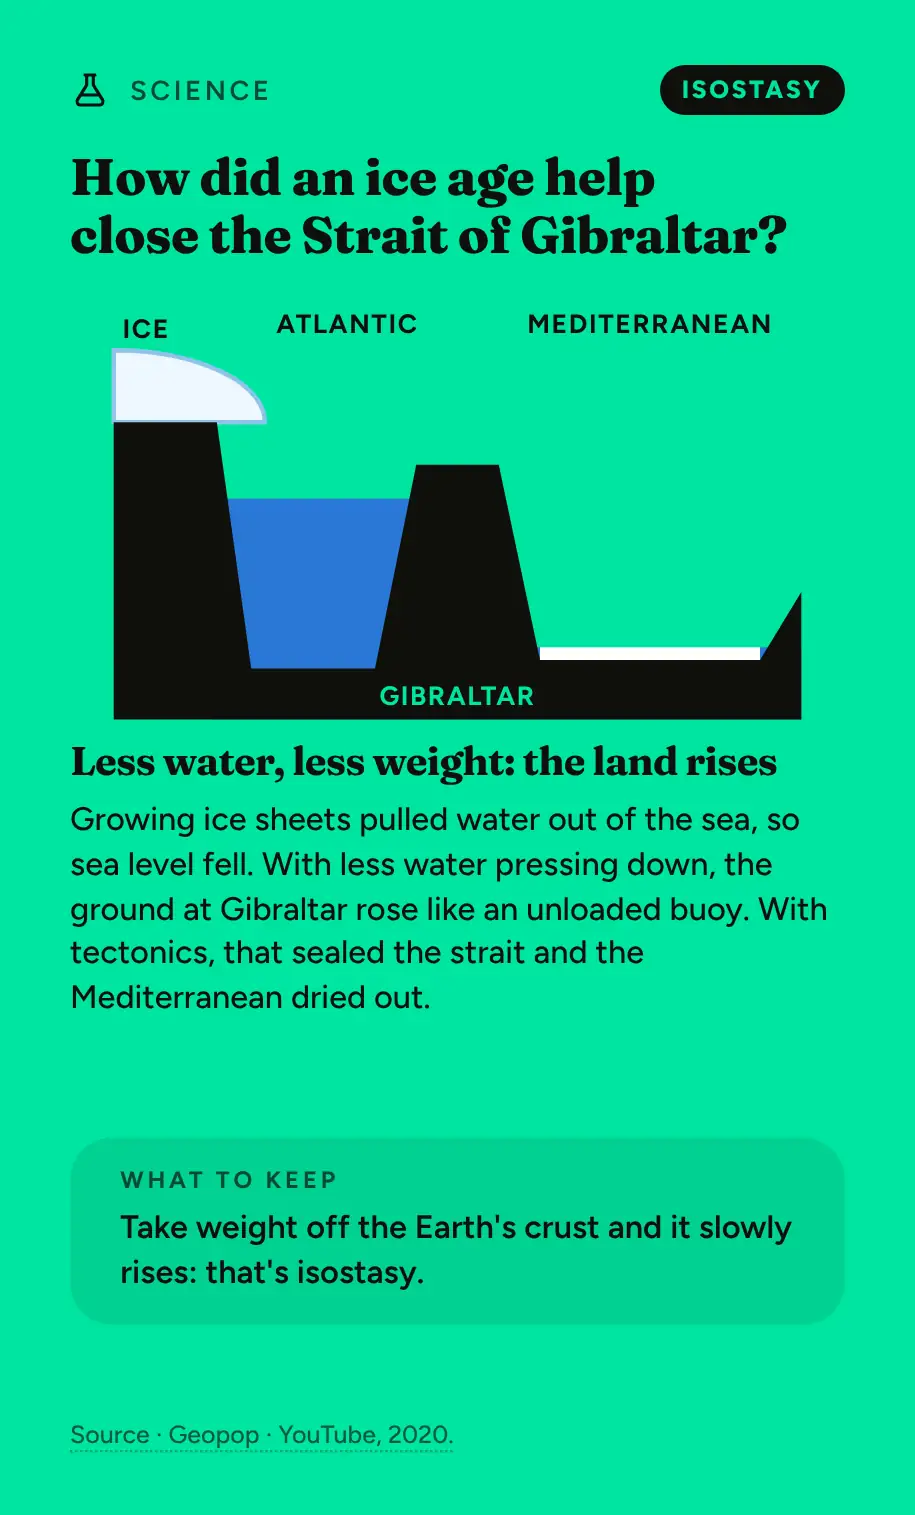 SCIENCE
ISOSTASY
How did an ice age help
close the Strait of Gibraltar?
ICE
ATLANTIC
MEDITERRANEAN
GIBRALTAR
Less water, less weight: the land rises
Growing ice sheets pulled water out of the sea, so
sea level fell. With less water pressing down, the
ground at Gibraltar rose like an unloaded buoy. With
tectonics, that sealed the strait and the
Mediterranean dried out.
WHAT TO KEEP
Take weight off the Earth's crust and it slowly
rises: that's isostasy.
Source · Geopop · YouTube, 2020.